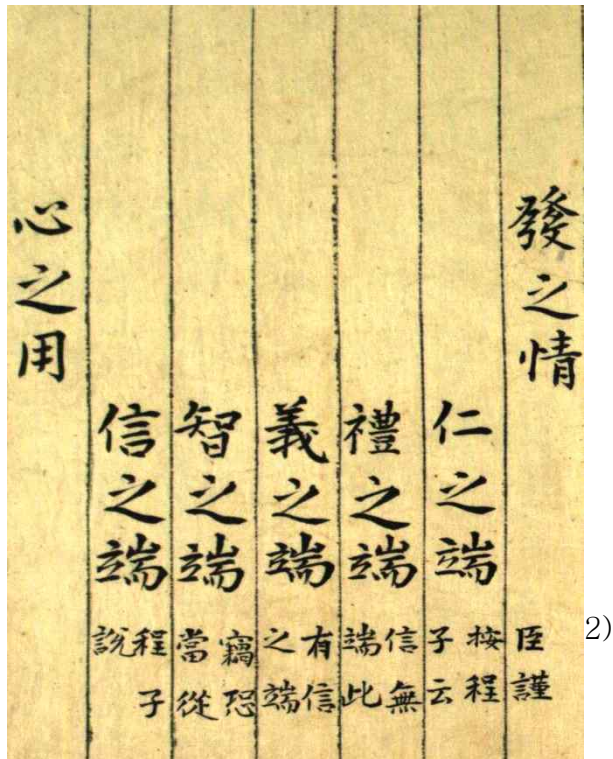 發之情 臣謹
仁之端 按程子云
禮之端 信無端此
義之端 有信之端
智之端 竊恐當從
信之端 程子說
心之用
2)